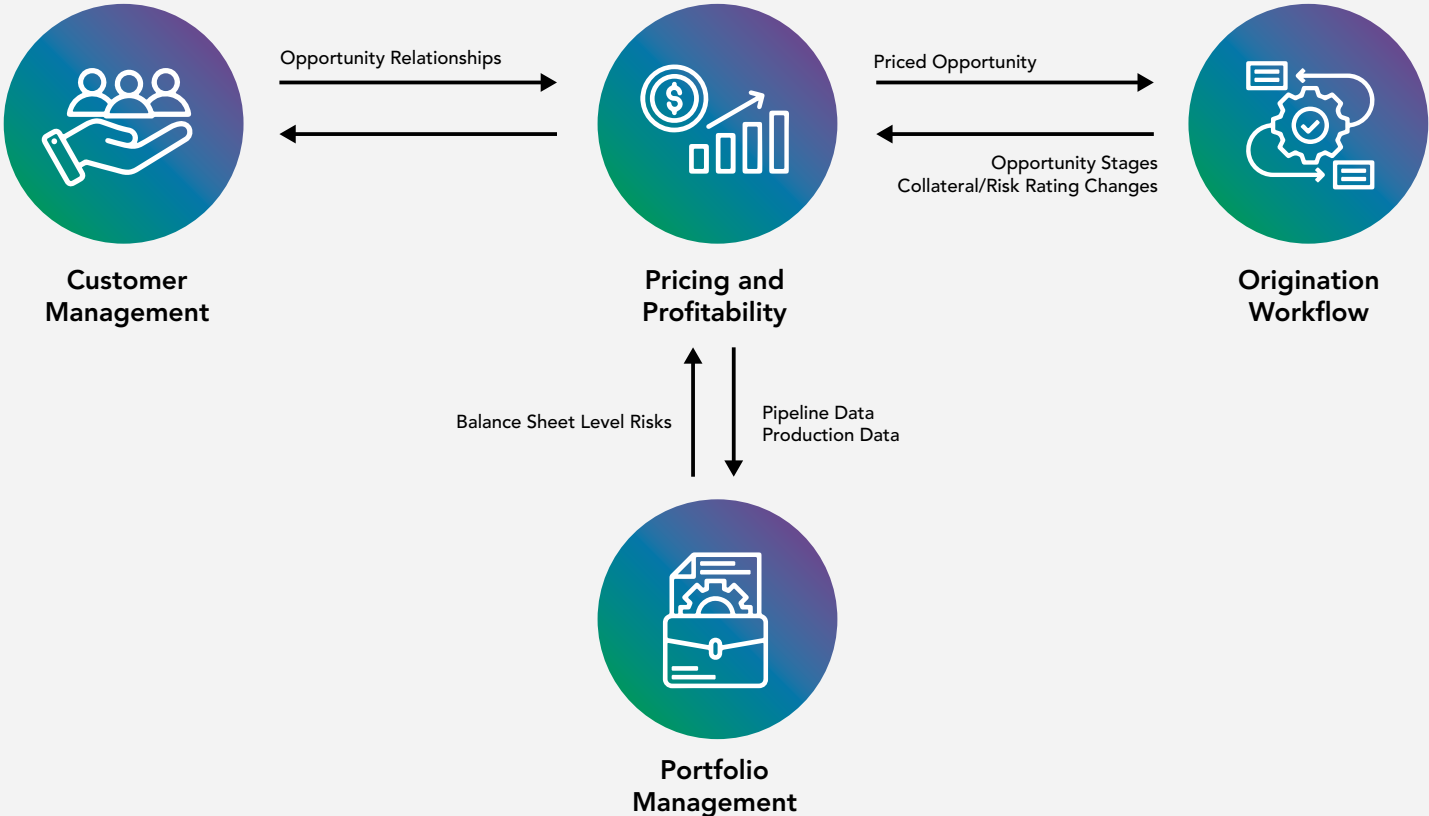 Opportunity Relationships
Priced Opportunity
Opportunity Stages
Collateral/Risk Rating Changes
$
Customer
Management
Pricing and
Profitability
Origination
Workflow
Balance Sheet Level Risks
Pipeline Data
Production Data
Portfolio
Management